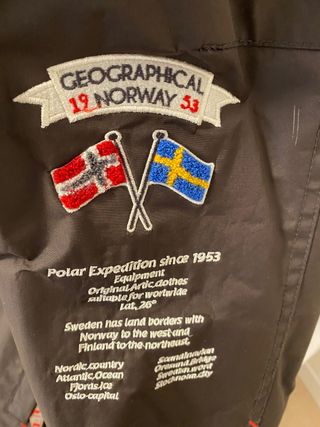 GEOGRAPHICAL
19 NORWAY 53
Polar Expedition since 1953
Equipment
Original Artic clothes
suitable for worlwide
Lat. 26°
Sweden has land borders with
Norway to the west and
Finland to the northeast.
Nordic country
Atlantic Ocean
Fjords ice
Oslo-capital
Scandinavian
Oresund Bridge
Sweden word
Stockholm city